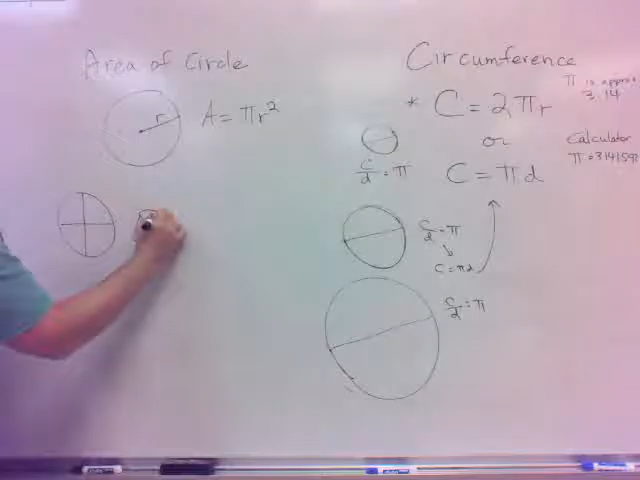 Area of Circle
r
A = πr²
Circumference
π is approx
3.14
* C = 2πr
or
Calculator
π = 3.141592
C/d = π
C = πd
C/d = π
C = πd
C/d = π